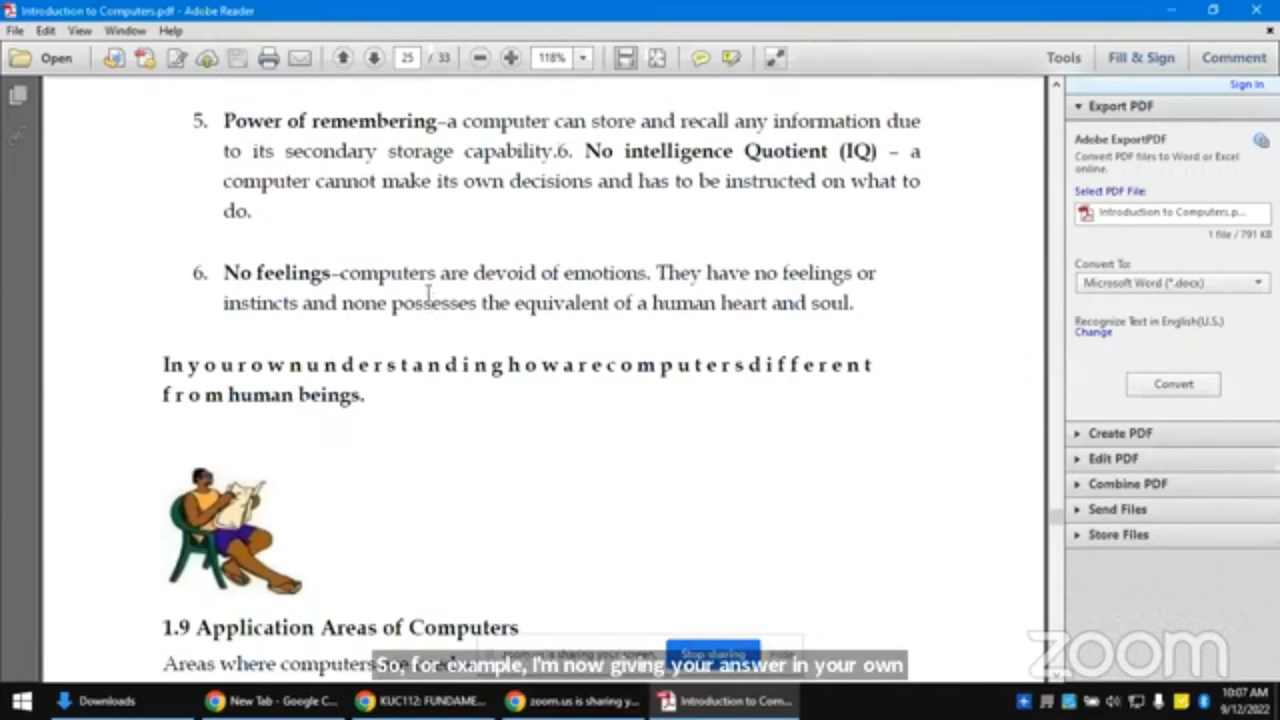 Introduction to Computers.pdf - Adobe Reader
File Edit View Window Help
Open 25 / 33 118% Tools Fill & Sign Comment
Sign In
5. Power of remembering–a computer can store and recall any information due
to its secondary storage capability.6. No intelligence Quotient (IQ) – a
computer cannot make its own decisions and has to be instructed on what to
do.
6. No feelings–computers are devoid of emotions. They have no feelings or
instincts and none possesses the equivalent of a human heart and soul.
In y o u r o w n u n d e r s t a n d i n g h o w a r e c o m p u t e r s d i f f e r e n t
f r o m human beings.
1.9 Application Areas of Computers
Areas where computers
Export PDF
Adobe ExportPDF
Convert PDF files to Word or Excel
online.
Select PDF File:
Introduction to Computers.p...
1 file / 791 KB
Convert To:
Microsoft Word (*.docx)
Recognize Text in English(U.S.)
Change
Convert
Create PDF
Edit PDF
Combine PDF
Send Files
Store Files
zoom.us is sharing your screen. Stop sharing Hide
So, for example, I'm now giving your answer in your own
zoom
Downloads New Tab - Google C... KUC112: FUNDAME... zoom.us is sharing y... Introduction to Com... 10:07 AM
9/12/2022